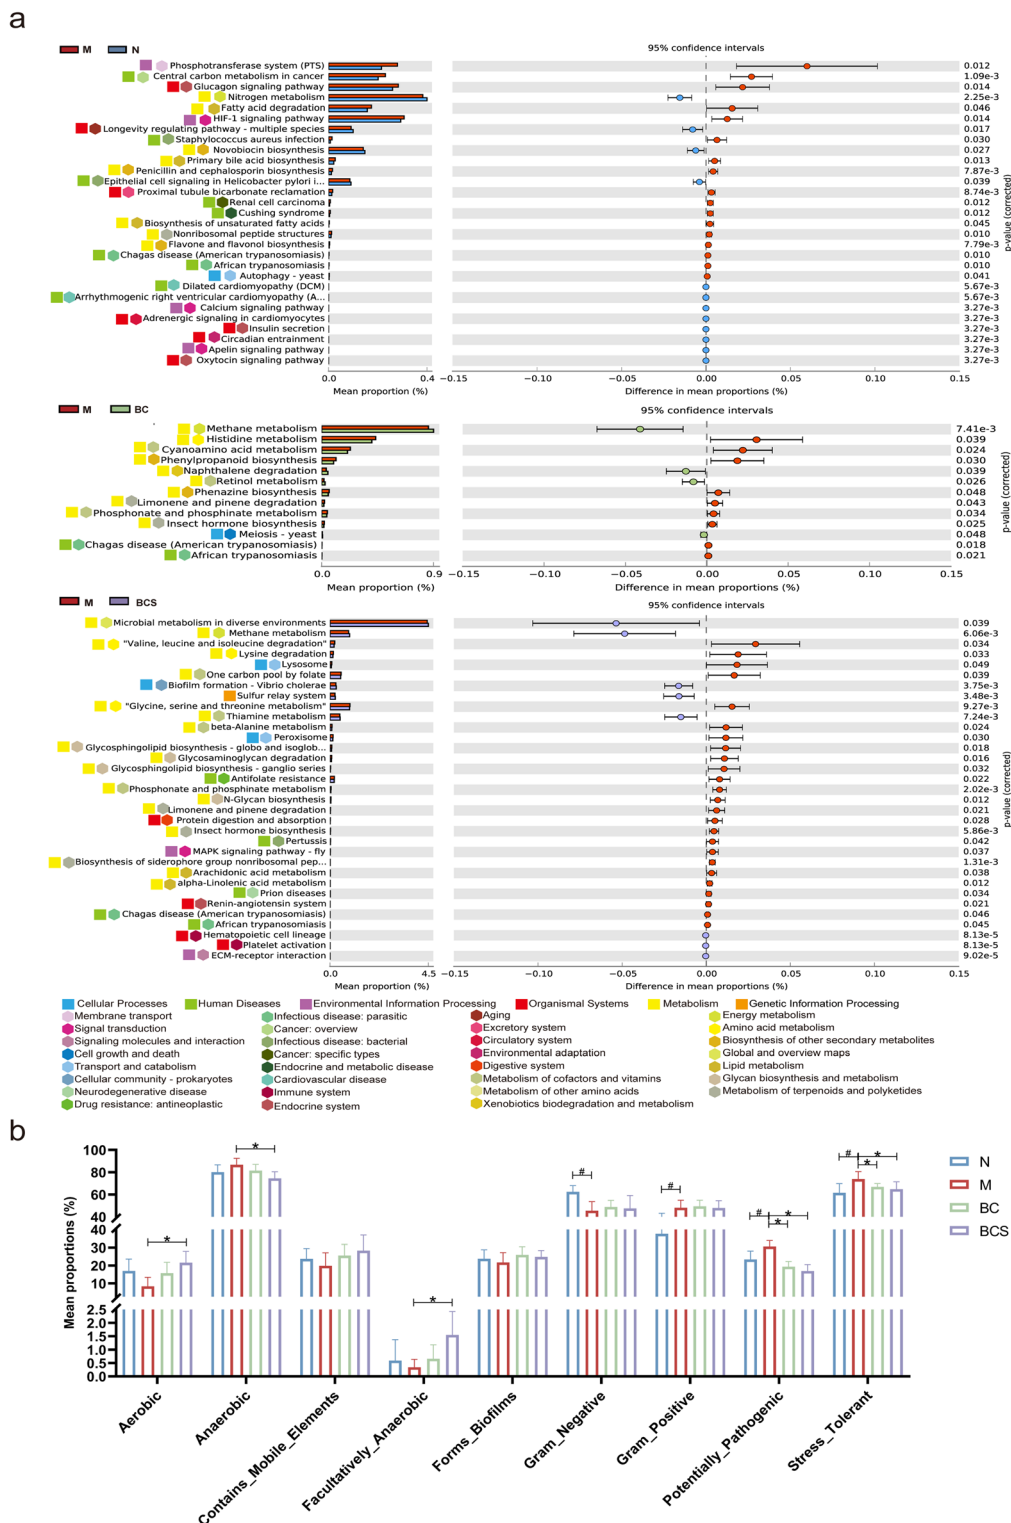 a
M N 95% confidence intervals
Phosphotransferase system (PTS) 0.012
Central carbon metabolism in cancer 1.09e-3
Glucagon signaling pathway 0.014
Nitrogen metabolism 2.25e-3
Fatty acid degradation 0.046
HIF-1 signaling pathway 0.014
Longevity regulating pathway - multiple species 0.017
Staphylococcus aureus infection 0.030
Novobiocin biosynthesis 0.027
Primary bile acid biosynthesis 0.013
Penicillin and cephalosporin biosynthesis 7.87e-3
Epithelial cell signaling in Helicobacter pylori i... 0.039
Proximal tubule bicarbonate reclamation 8.74e-3
Renal cell carcinoma 0.012
Cushing syndrome 0.012
Biosynthesis of unsaturated fatty acids 0.045
Nonribosomal peptide structures 0.010
Flavone and flavonol biosynthesis 7.79e-3
Chagas disease (American trypanosomiasis) 0.010
African trypanosomiasis 0.010
Autophagy - yeast 0.041
Dilated cardiomyopathy (DCM) 5.67e-3
Arrhythmogenic right ventricular cardiomyopathy (A... 5.67e-3
Calcium signaling pathway 3.27e-3
Adrenergic signaling in cardiomyocytes 3.27e-3
Insulin secretion 3.27e-3
Circadian entrainment 3.27e-3
Apelin signaling pathway 3.27e-3
Oxytocin signaling pathway 3.27e-3
p-value (corrected)
0.0 0.4 −0.15 −0.10 −0.05 0.00 0.05 0.10 0.15
Mean proportion (%) Difference in mean proportions (%)
M BC 95% confidence intervals
Methane metabolism 7.41e-3
Histidine metabolism 0.039
Cyanoamino acid metabolism 0.024
Phenylpropanoid biosynthesis 0.030
Naphthalene degradation 0.039
Retinol metabolism 0.026
Phenazine biosynthesis 0.048
Limonene and pinene degradation 0.043
Phosphonate and phosphinate metabolism 0.034
Insect hormone biosynthesis 0.025
Meiosis - yeast 0.048
Chagas disease (American trypanosomiasis) 0.018
African trypanosomiasis 0.021
p-value (corrected)
0.0 0.9 −0.15 −0.10 −0.05 0.00 0.05 0.10 0.15
Mean proportion (%) Difference in mean proportions (%)
M BCS 95% confidence intervals
Microbial metabolism in diverse environments 0.039
Methane metabolism 6.06e-3
"Valine, leucine and isoleucine degradation" 0.034
Lysine degradation 0.033
Lysosome 0.049
One carbon pool by folate 0.039
Biofilm formation - Vibrio cholerae 3.75e-3
Sulfur relay system 3.48e-3
"Glycine, serine and threonine metabolism" 9.27e-3
Thiamine metabolism 7.24e-3
beta-Alanine metabolism 0.024
Peroxisome 0.030
Glycosphingolipid biosynthesis - globo and isoglob... 0.018
Glycosaminoglycan degradation 0.016
Glycosphingolipid biosynthesis - ganglio series 0.032
Antifolate resistance 0.022
Phosphonate and phosphinate metabolism 2.02e-3
N-Glycan biosynthesis 0.012
Limonene and pinene degradation 0.021
Protein digestion and absorption 0.028
Insect hormone biosynthesis 5.86e-3
Pertussis 0.042
MAPK signaling pathway - fly 0.037
Biosynthesis of siderophore group nonribosomal pep... 1.31e-3
Arachidonic acid metabolism 0.038
alpha-Linolenic acid metabolism 0.012
Prion diseases 0.034
Renin-angiotensin system 0.021
Chagas disease (American trypanosomiasis) 0.046
African trypanosomiasis 0.045
Hematopoietic cell lineage 8.13e-5
Platelet activation 8.13e-5
ECM-receptor interaction 9.02e-5
p-value (corrected)
0.0 4.5 −0.15 −0.10 −0.05 0.00 0.05 0.10 0.15
Mean proportion (%) Difference in mean proportions (%)
Cellular Processes Human Diseases Environmental Information Processing Organismal Systems Metabolism Genetic Information Processing
Membrane transport Infectious disease: parasitic Aging Energy metabolism
Signal transduction Cancer: overview Excretory system Amino acid metabolism
Signaling molecules and interaction Infectious disease: bacterial Circulatory system Biosynthesis of other secondary metabolites
Cell growth and death Cancer: specific types Environmental adaptation Global and overview maps
Transport and catabolism Endocrine and metabolic disease Digestive system Lipid metabolism
Cellular community - prokaryotes Cardiovascular disease Metabolism of cofactors and vitamins Glycan biosynthesis and metabolism
Neurodegenerative disease Immune system Metabolism of other amino acids Metabolism of terpenoids and polyketides
Drug resistance: antineoplastic Endocrine system Xenobiotics biodegradation and metabolism
b
Mean proportions (%)
100
80
60
40
40
30
20
10
2.5
2.0
1.5
1.0
0.5
0.0
* * * # # # * * # * *
N
M
BC
BCS
Aerobic
Anaerobic
Contains_Mobile_Elements
Facultatively_Anaerobic
Forms_Biofilms
Gram_Negative
Gram_Positive
Potentially_Pathogenic
Stress_Tolerant